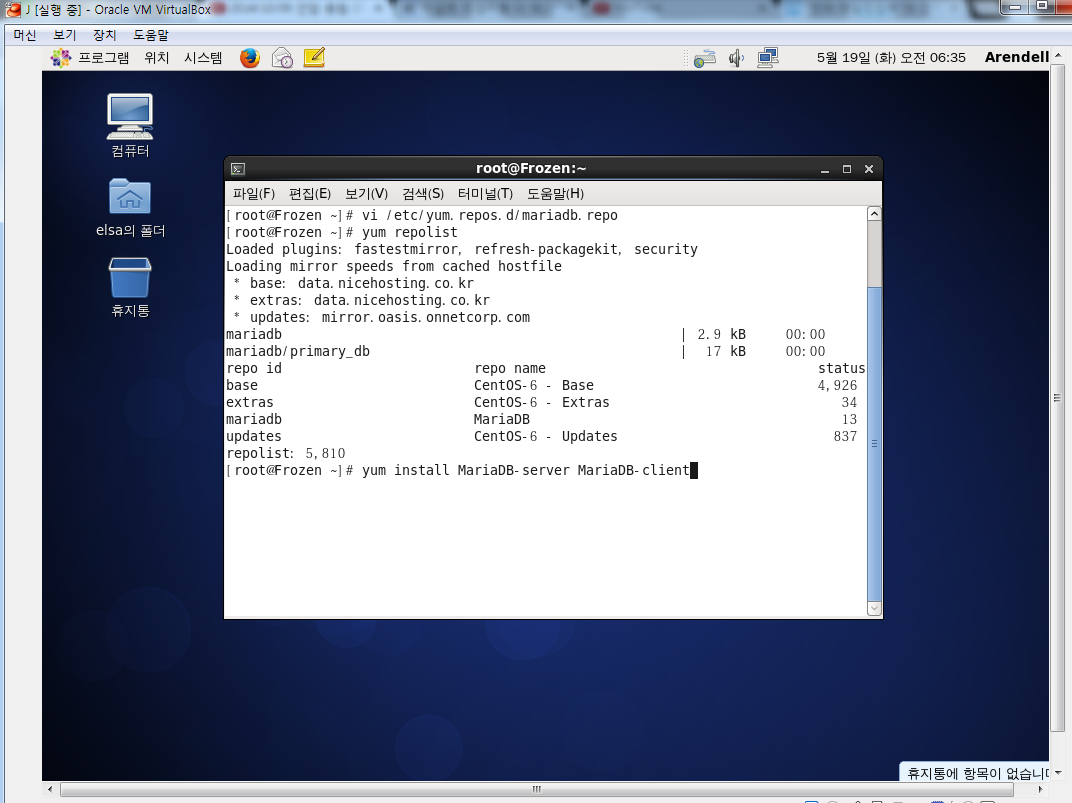 J [실행 중] - Oracle VM VirtualBox
머신 보기 장치 도움말
프로그램 위치 시스템 5월 19일 (화) 오전 06:35 Arendell
컴퓨터
elsa의 폴더
휴지통
root@Frozen:~
파일(F) 편집(E) 보기(V) 검색(S) 터미널(T) 도움말(H)
[root@Frozen ~]# vi /etc/yum.repos.d/mariadb.repo
[root@Frozen ~]# yum repolist
Loaded plugins: fastestmirror, refresh-packagekit, security
Loading mirror speeds from cached hostfile
* base: data.nicehosting.co.kr
* extras: data.nicehosting.co.kr
* updates: mirror.oasis.onnetcorp.com
mariadb | 2.9 kB 00:00
mariadb/primary_db | 17 kB 00:00
repo id repo name status
base CentOS-6 - Base 4,926
extras CentOS-6 - Extras 34
mariadb MariaDB 13
updates CentOS-6 - Updates 837
repolist: 5,810
[root@Frozen ~]# yum install MariaDB-server MariaDB-client
휴지통에 항목이 없습니다